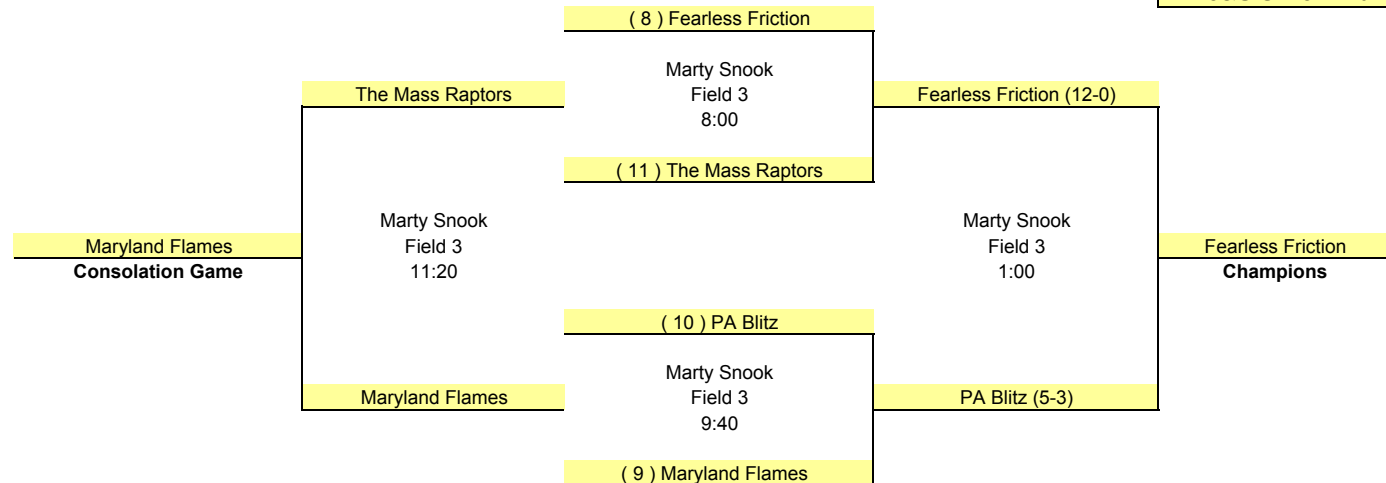 ( 8 ) Fearless Friction
Marty Snook
The Mass Raptors
Field 3
Fearless Friction (12-0)
8:00
( 11 ) The Mass Raptors
Marty Snook
Marty Snook
Maryland Flames
Field 3
Field 3
Fearless Friction
Consolation Game
11:20
1:00
Champions
( 10 ) PA Blitz
Marty Snook
Maryland Flames
Field 3
PA Blitz (5-3)
9:40
( 9 ) Maryland Flames